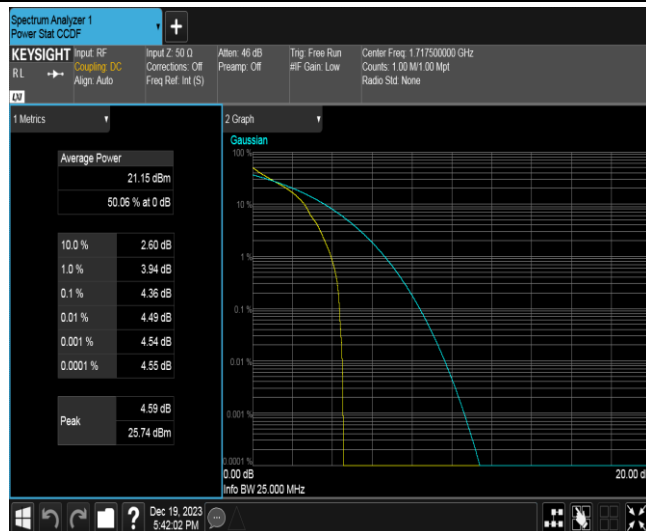 Spectrum Analyzer 1
Power Stat CCDF
+
KEYSIGHT
RL
LXI
Input: RF
Coupling: DC
Align: Auto
Input Z: 50 Ω
Corrections: Off
Freq Ref: Int (S)
Atten: 46 dB
Preamp: Off
Trig: Free Run
#IF Gain: Low
Center Freq: 1.717500000 GHz
Counts: 1.00 M/1.00 Mpt
Radio Std: None
1 Metrics
Average Power
21.15 dBm
50.06 % at 0 dB
10.0 % 2.60 dB
1.0 % 3.94 dB
0.1 % 4.36 dB
0.01 % 4.49 dB
0.001 % 4.54 dB
0.0001 % 4.55 dB
Peak 4.59 dB
25.74 dBm
2 Graph
Gaussian
100 %
10 %
1 %
0.1 %
0.01 %
0.001 %
0.0001 %
0.00 dB 20.00 d
Info BW 25.000 MHz
?
Dec 19, 2023
5:42:02 PM